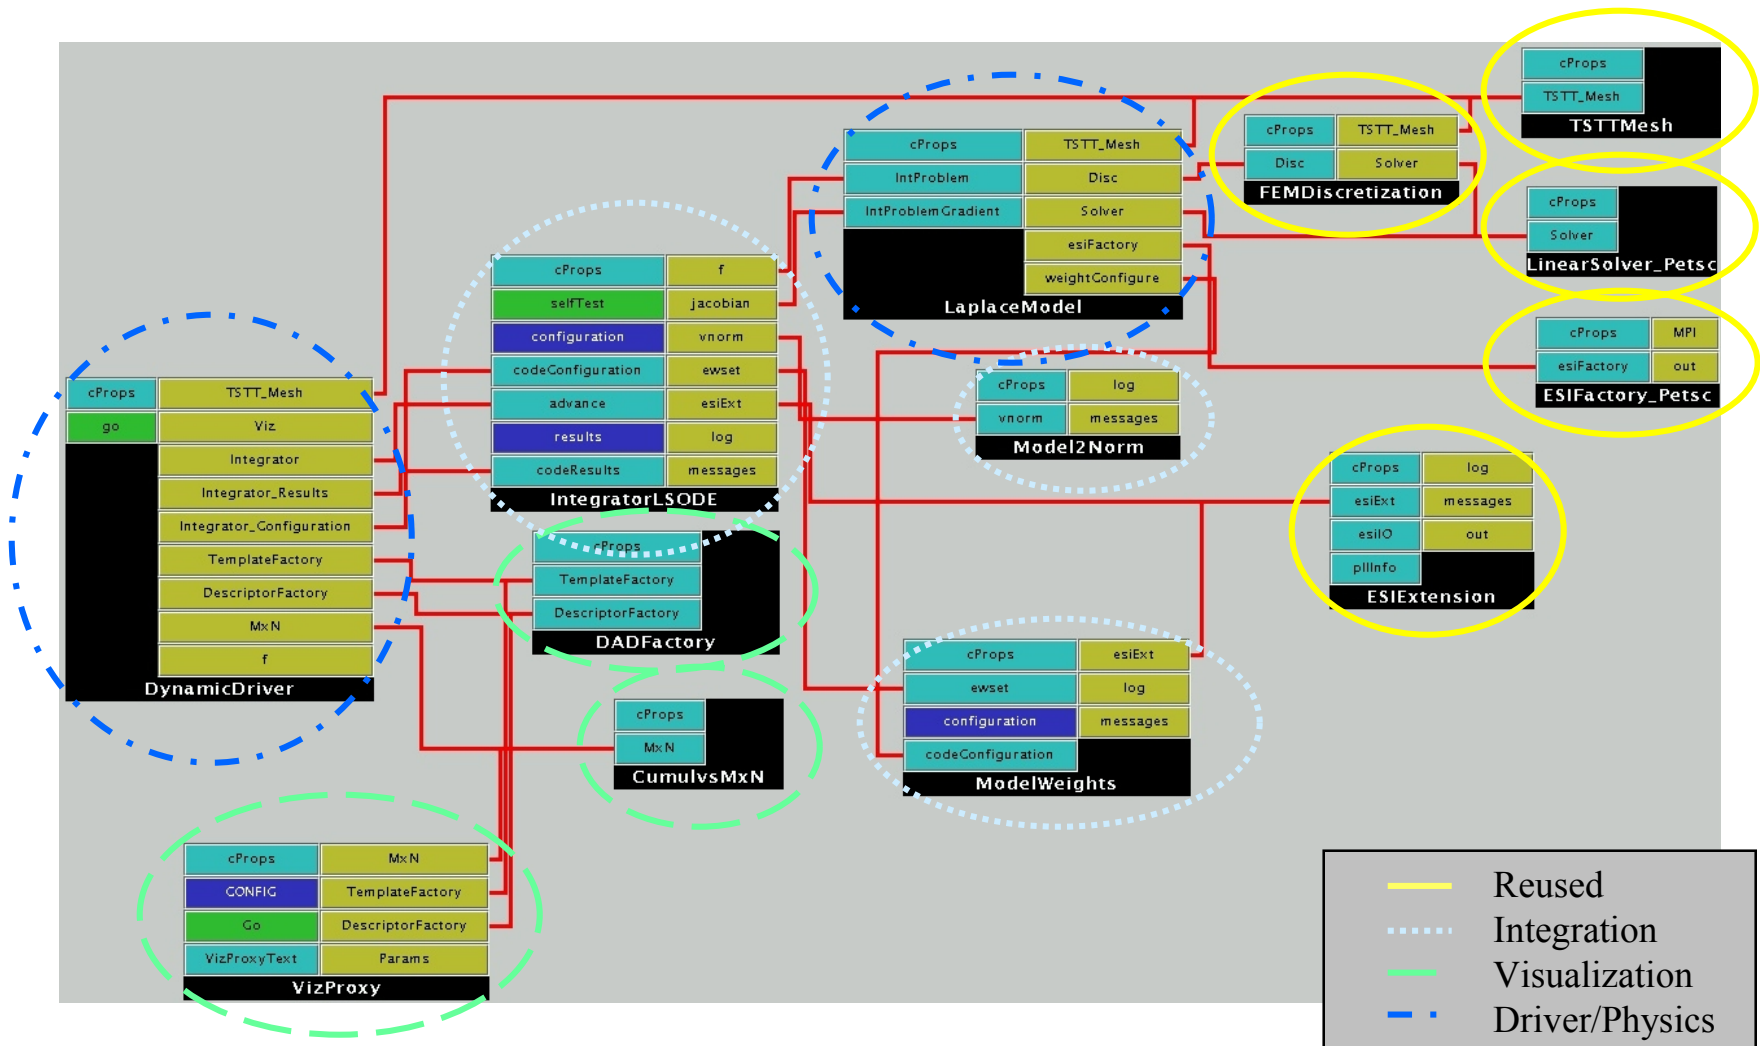 cProps
TSTT_Mesh
TSTTMesh
cProps TSTT_Mesh
Disc Solver
FEMDiscretization
cProps TSTT_Mesh
IntProblem Disc
IntProblemGradient Solver
esiFactory
weightConfigure
LaplaceModel
cProps
Solver
LinearSolver_Petsc
cProps f
selfTest jacobian
configuration vnorm
codeConfiguration ewset
advance esiExt
results log
codeResults messages
IntegratorLSODE
cProps MPI
esiFactory out
ESIFactory_Petsc
cProps log
vnorm messages
Model2Norm
cProps TSTT_Mesh
go Viz
Integrator
Integrator_Results
Integrator_Configuration
TemplateFactory
DescriptorFactory
MxN
f
DynamicDriver
cProps log
esiExt messages
esiIO out
pllInfo
ESIExtension
cProps
TemplateFactory
DescriptorFactory
DADFactory
cProps esiExt
ewset log
configuration messages
codeConfiguration
ModelWeights
cProps
MxN
CumulvsMxN
cProps MxN
CONFIG TemplateFactory
Go DescriptorFactory
VizProxyText Params
VizProxy
Reused
Integration
Visualization
Driver/Physics